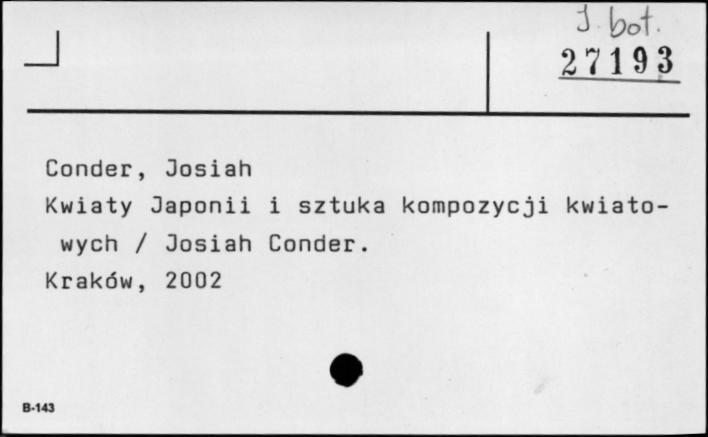 J. bot.
27193
Conder, Josiah
Kwiaty Japonii i sztuka kompozycji kwiato-
wych / Josiah Conder.
Kraków, 2002
B-143